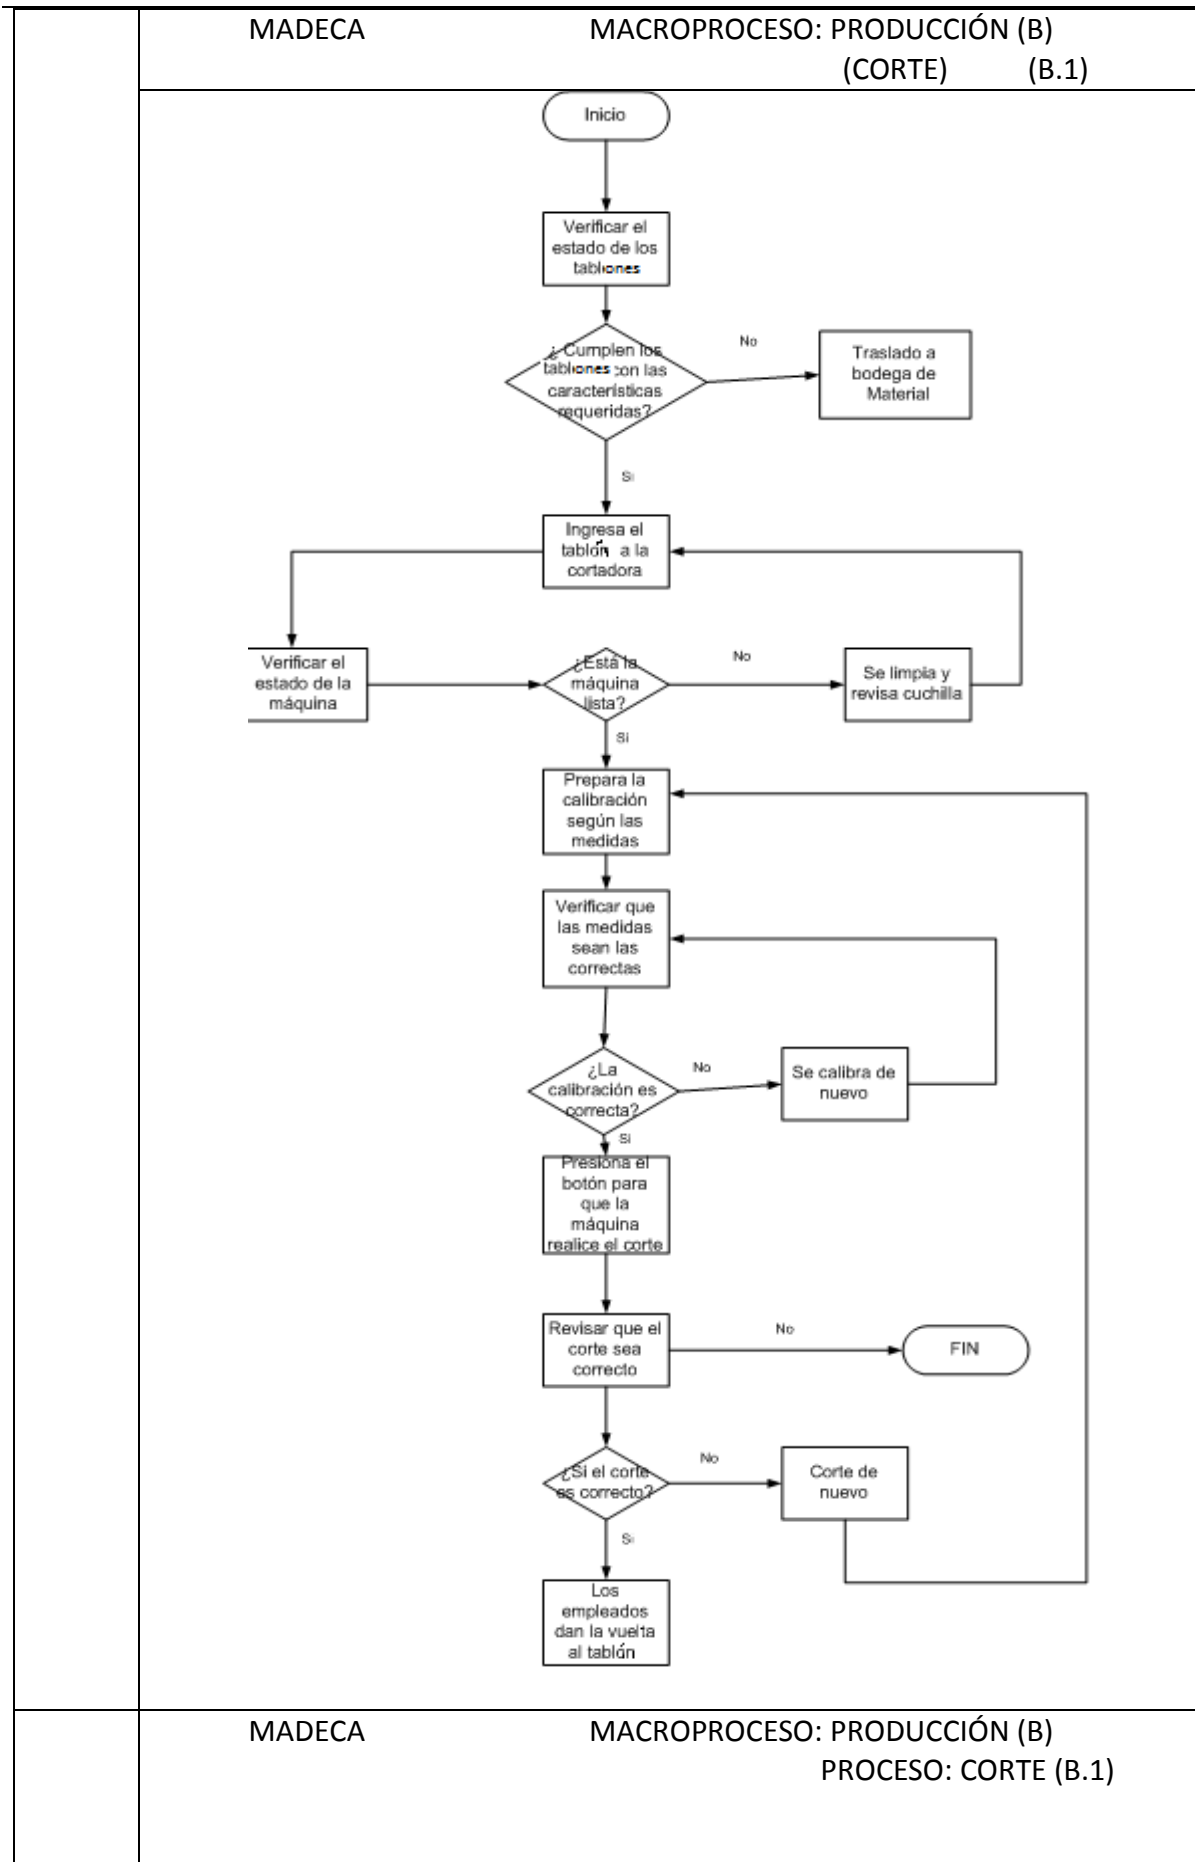 MADECA MACROPROCESO: PRODUCCIÓN (B)
(CORTE) (B.1)
Inicio
Verificar el
estado de los
tablones
¿ Cumplen los
tablones con las
características
requeridas?
No
Traslado a
bodega de
Material
Si
Ingresa el
tablón a la
cortadora
Verificar el
estado de la
máquina
¿Está la
máquina
lista?
No
Se limpia y
revisa cuchilla
Si
Prepara la
calibración
según las
medidas
Verificar que
las medidas
sean las
correctas
¿La
calibración es
correcta?
No
Se calibra de
nuevo
Si
Presiona el
botón para
que la
máquina
realice el corte
Revisar que el
corte sea
correcto
No
FIN
¿Si el corte
es correcto?
No
Corte de
nuevo
Si
Los
empleados
dan la vuelta
al tablón
MADECA MACROPROCESO: PRODUCCIÓN (B)
PROCESO: CORTE (B.1)